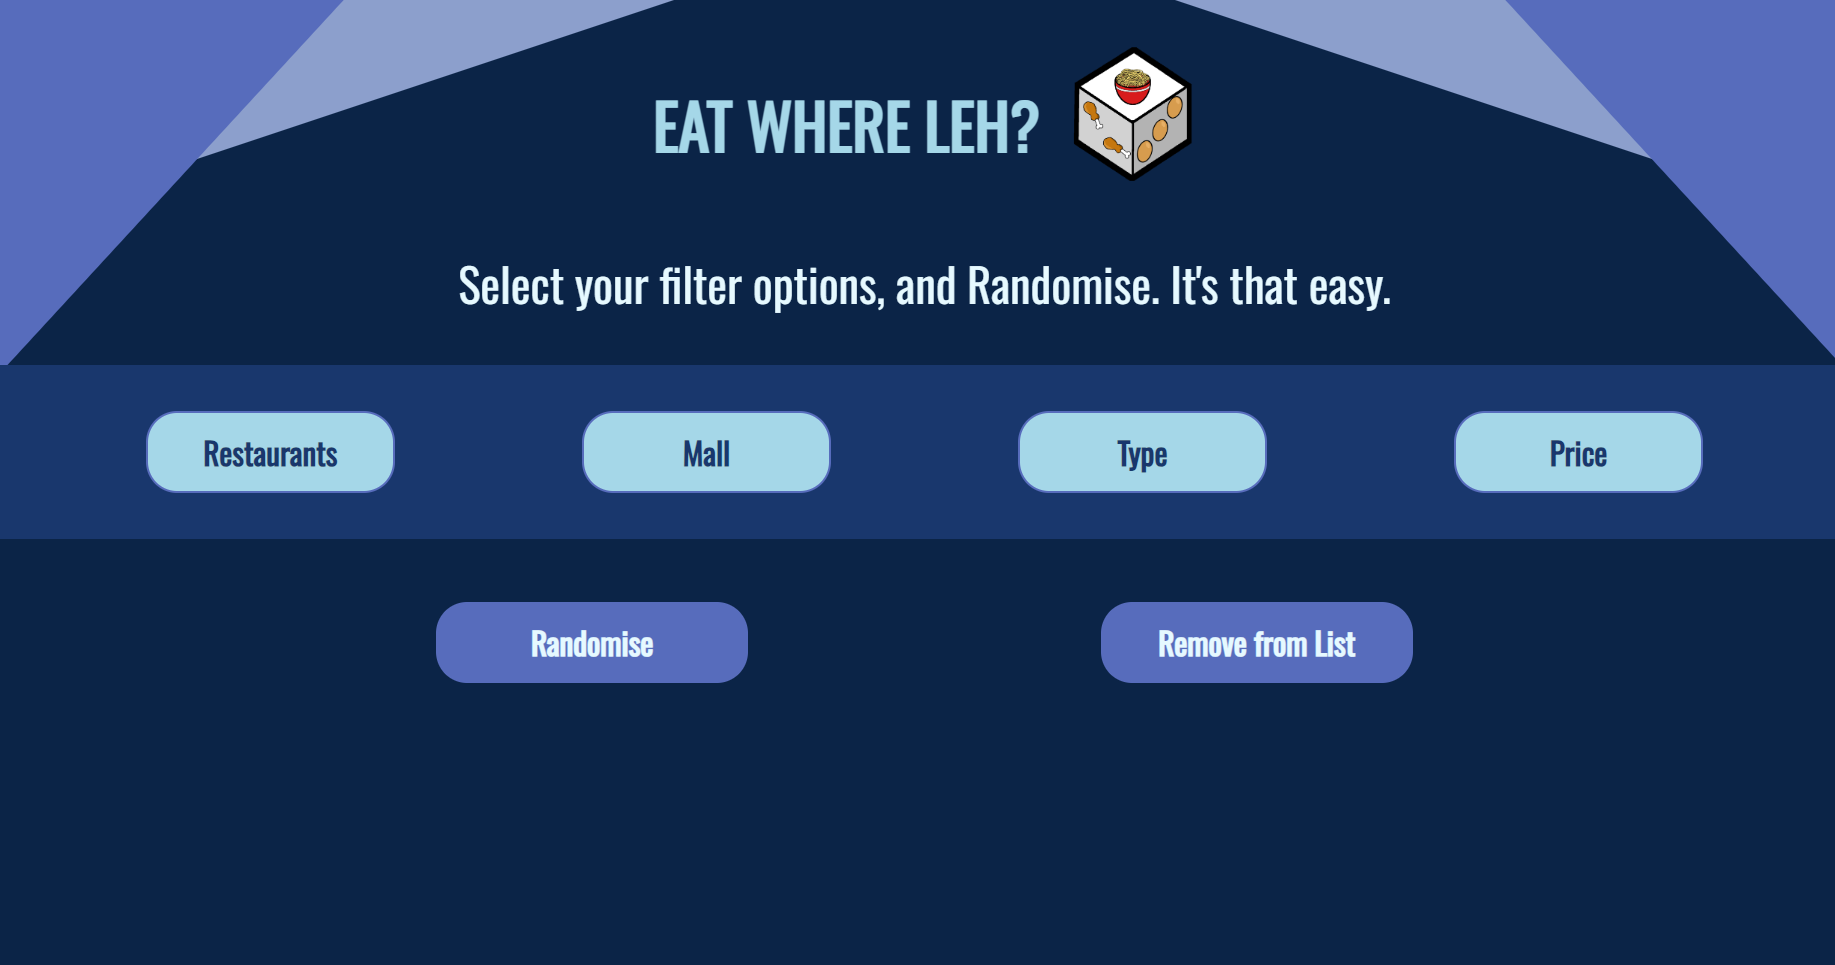 EAT WHERE LEH?
Select your filter options, and Randomise. It's that easy.
Restaurants
Mall
Type
Price
Randomise
Remove from List